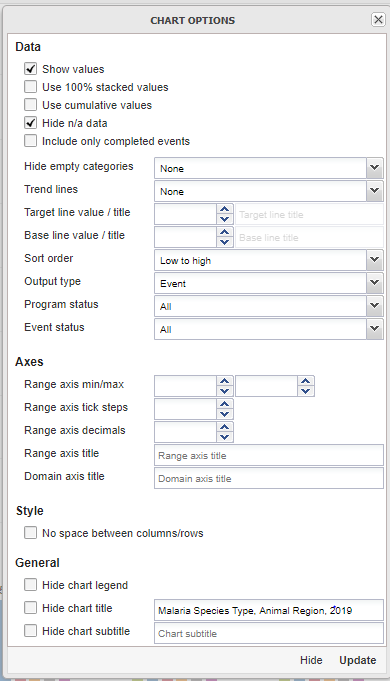 CHART OPTIONS
Data
Show values
Use 100% stacked values
Use cumulative values
Hide n/a data
Include only completed events
Hide empty categories None
Trend lines None
Target line value / title Target line title
Base line value / title Base line title
Sort order Low to high
Output type Event
Program status All
Event status All
Axes
Range axis min/max
Range axis tick steps
Range axis decimals
Range axis title Range axis title
Domain axis title Domain axis title
Style
No space between columns/rows
General
Hide chart legend
Hide chart title Malaria Species Type, Animal Region, 2019
Hide chart subtitle Chart subtitle
Hide Update